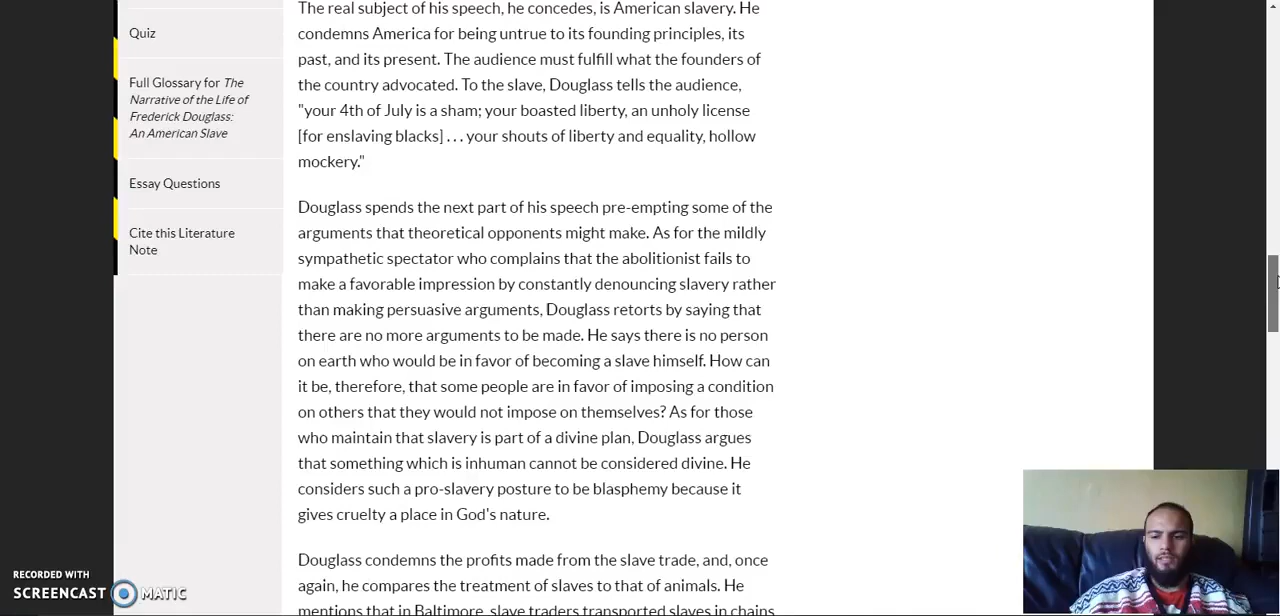 Quiz
Full Glossary for The
Narrative of the Life of
Frederick Douglass:
An American Slave
Essay Questions
Cite this Literature
Note
The real subject of his speech, he concedes, is American slavery. He
condemns America for being untrue to its founding principles, its
past, and its present. The audience must fulfill what the founders of
the country advocated. To the slave, Douglass tells the audience,
"your 4th of July is a sham; your boasted liberty, an unholy license
[for enslaving blacks] . . . your shouts of liberty and equality, hollow
mockery."
Douglass spends the next part of his speech pre-empting some of the
arguments that theoretical opponents might make. As for the mildly
sympathetic spectator who complains that the abolitionist fails to
make a favorable impression by constantly denouncing slavery rather
than making persuasive arguments, Douglass retorts by saying that
there are no more arguments to be made. He says there is no person
on earth who would be in favor of becoming a slave himself. How can
it be, therefore, that some people are in favor of imposing a condition
on others that they would not impose on themselves? As for those
who maintain that slavery is part of a divine plan, Douglass argues
that something which is inhuman cannot be considered divine. He
considers such a pro-slavery posture to be blasphemy because it
gives cruelty a place in God's nature.
Douglass condemns the profits made from the slave trade, and, once
again, he compares the treatment of slaves to that of animals. He
mentions that in Baltimore, slave traders transported slaves in chains
RECORDED WITH
SCREENCAST MATIC